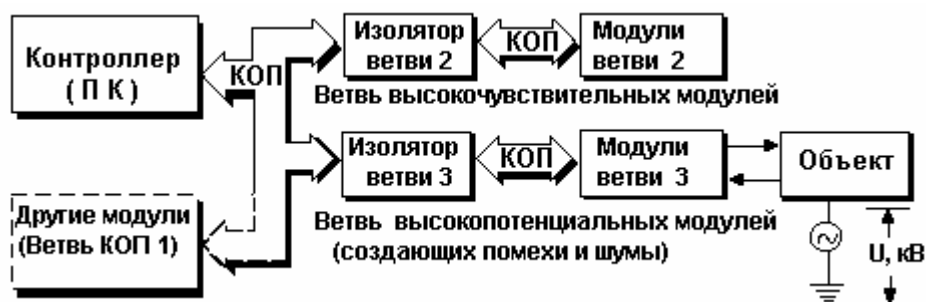 Контроллер
( П К )
КОП
Изолятор
ветви 2
КОП
Модули
ветви 2
Ветвь высокочувствительных модулей
Изолятор
ветви 3
КОП
Модули
ветви 3
Объект
Другие модули
(Ветвь КОП 1)
Ветвь высокопотенциальных модулей
(создающих помехи и шумы)
U, кВ